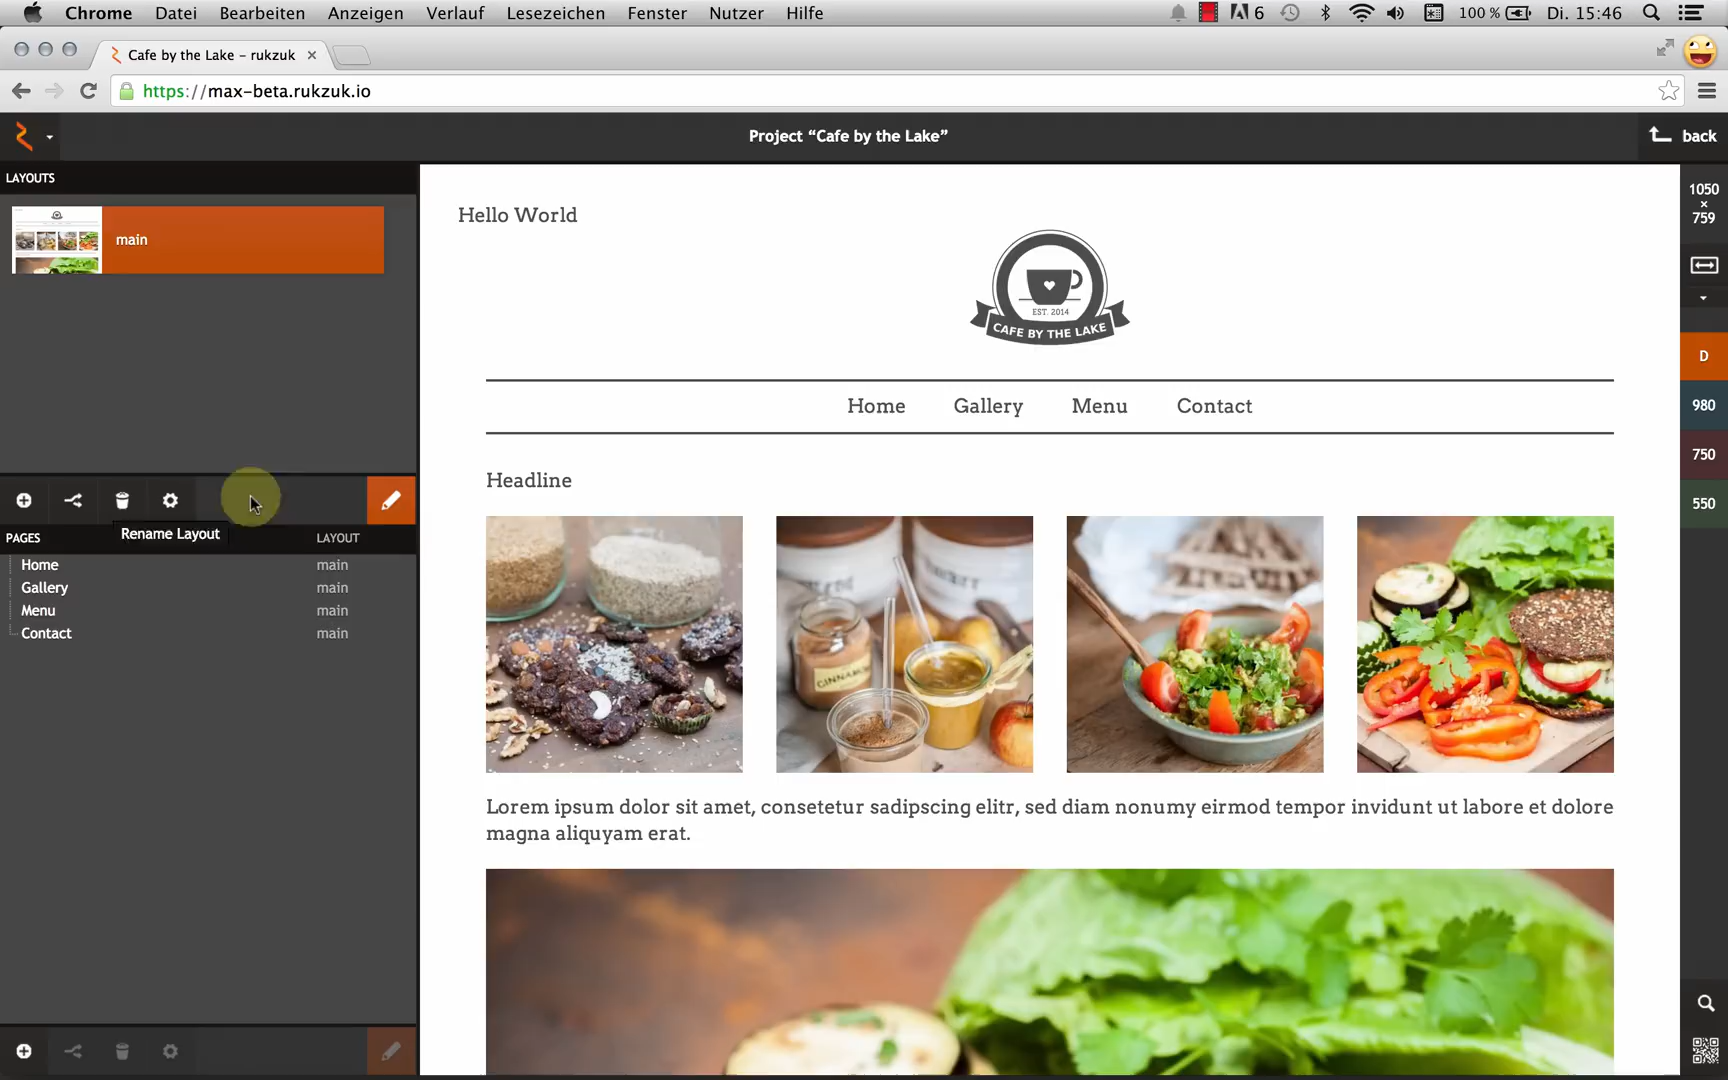 Chrome Datei Bearbeiten Anzeigen Verlauf Lesezeichen Fenster Nutzer Hilfe 6 100 % Di. 15:46
Cafe by the Lake – rukzuk
https://max-beta.rukzuk.io
Project “Cafe by the Lake” back
LAYOUTS
main
1050
×
759
D
980
750
550
Rename Layout
PAGES LAYOUT
Home main
Gallery main
Menu main
Contact main
Hello World
EST. 2014
CAFE BY THE LAKE
Home Gallery Menu Contact
Headline
CINNAMON
Lorem ipsum dolor sit amet, consetetur sadipscing elitr, sed diam nonumy eirmod tempor invidunt ut labore et dolore
magna aliquyam erat.